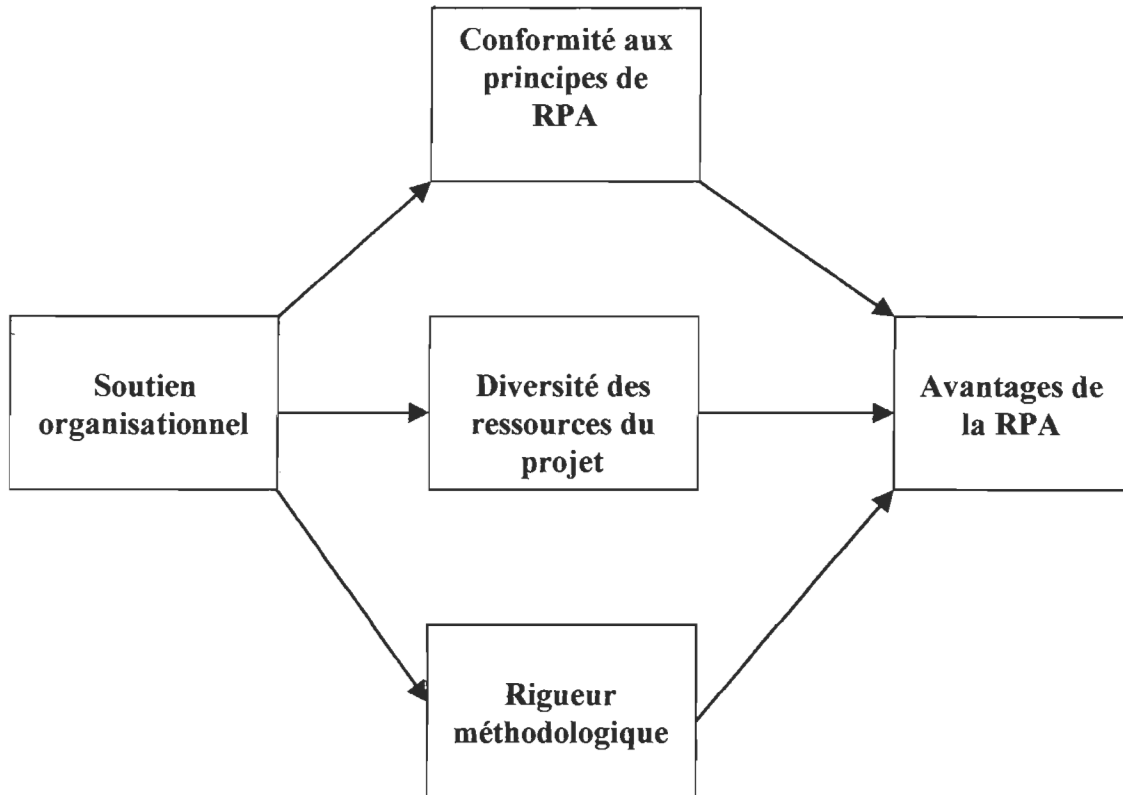 Conformité aux
principes de
RPA
Soutien
organisationnel
Diversité des
ressources du
projet
Avantages de
la RPA
Rigueur
méthodologique